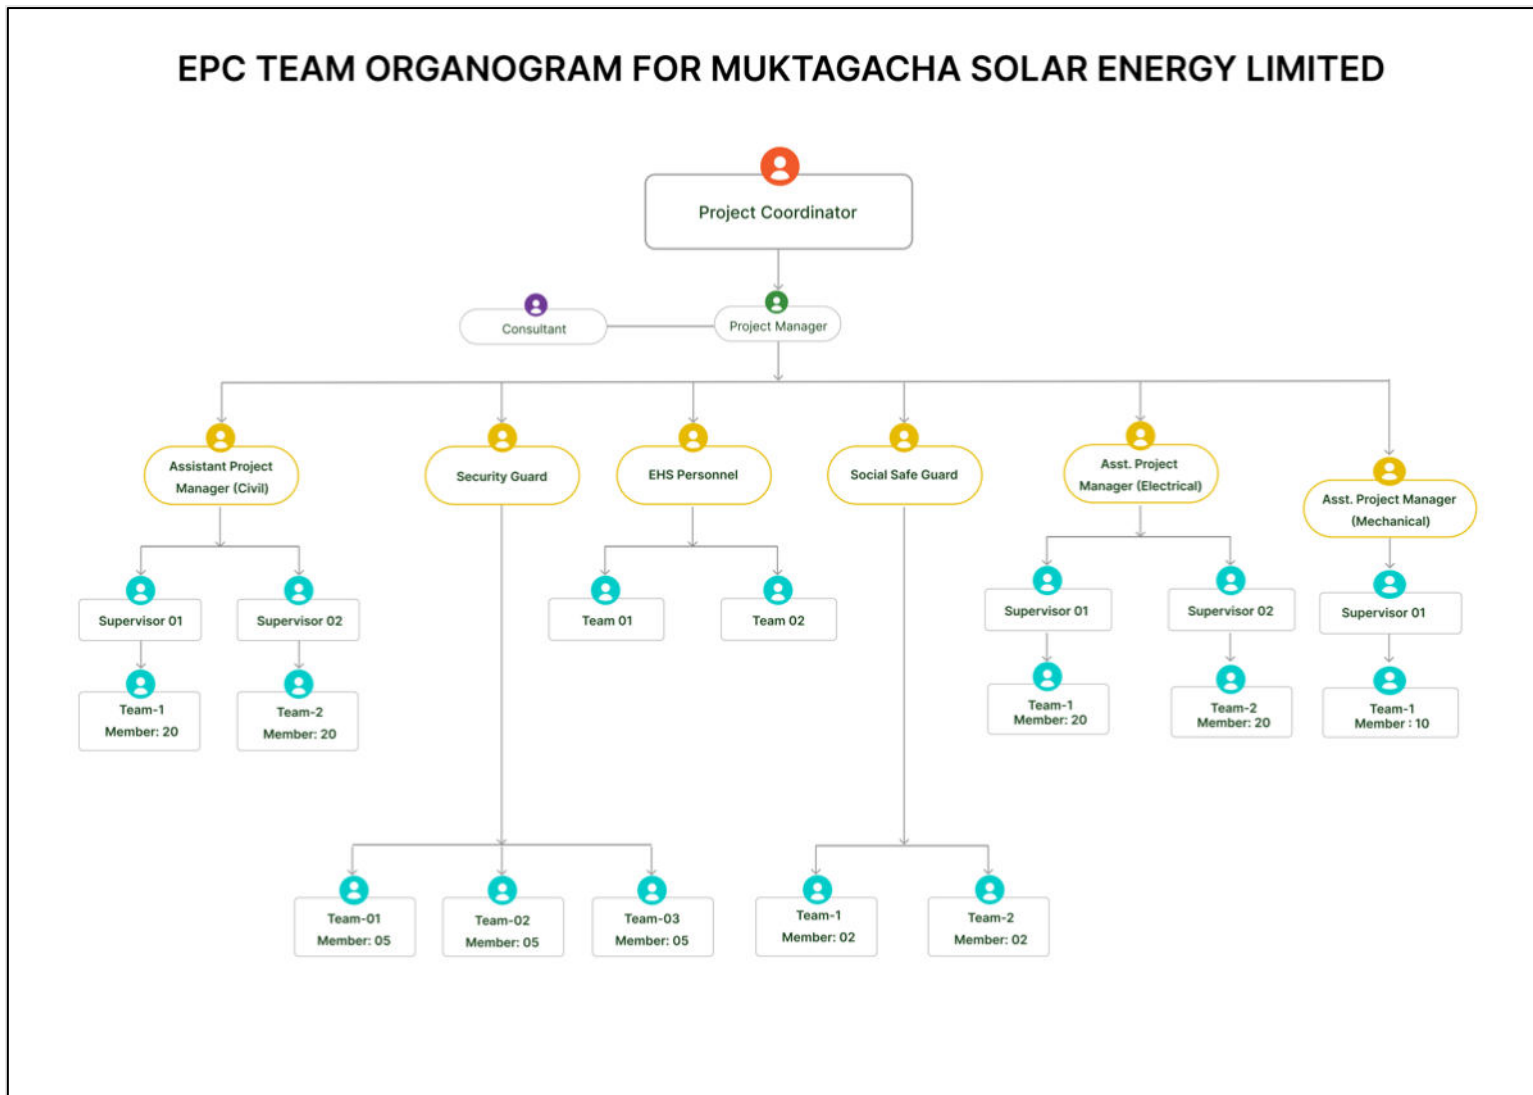 EPC TEAM ORGANOGRAM FOR MUKTAGACHA SOLAR ENERGY LIMITED
Project Coordinator
Consultant
Project Manager
Assistant Project
Manager (Civil)
Security Guard
EHS Personnel
Social Safe Guard
Asst. Project
Manager (Electrical)
Asst. Project Manager
(Mechanical)
Supervisor 01
Supervisor 02
Team 01
Team 02
Supervisor 01
Supervisor 02
Supervisor 01
Team-1
Member: 20
Team-2
Member: 20
Team-1
Member: 20
Team-2
Member: 20
Team-1
Member : 10
Team-01
Member: 05
Team-02
Member: 05
Team-03
Member: 05
Team-1
Member: 02
Team-2
Member: 02